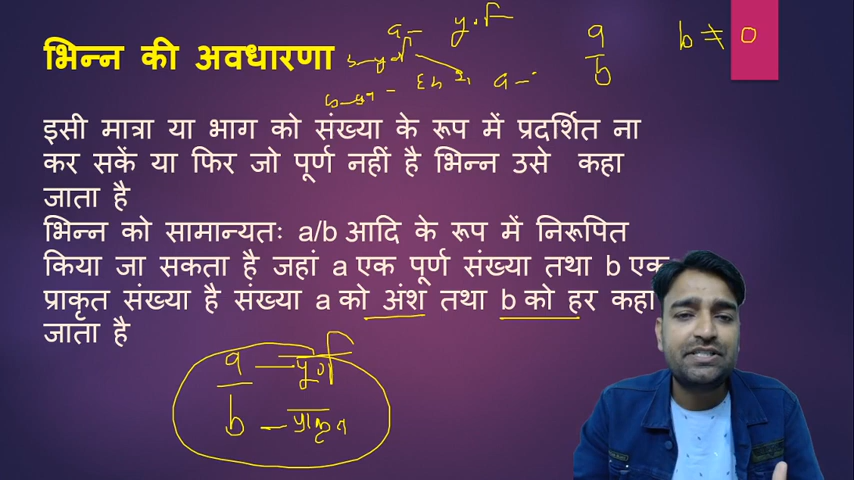 भिन्न की अवधारणा
a - पूर्ण
a
b
b ≠ 0
a -
इसी मात्रा या भाग को संख्या के रूप में प्रदर्शित ना
कर सकें या फिर जो पूर्ण नहीं है भिन्न उसे कहा
जाता है
भिन्न को सामान्यतः a/b आदि के रूप में निरूपित
किया जा सकता है जहां a एक पूर्ण संख्या तथा b एक
प्राकृत संख्या है संख्या a को अंश तथा b को हर कहा
जाता है
a — पूर्ण
b — प्राकृत